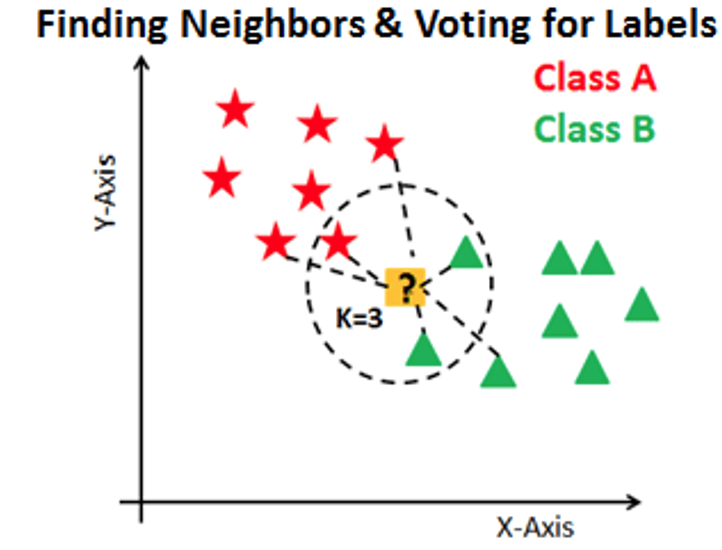 Finding Neighbors & Voting for Labels
Class A
Class B
Y-Axis
?
K=3
X-Axis